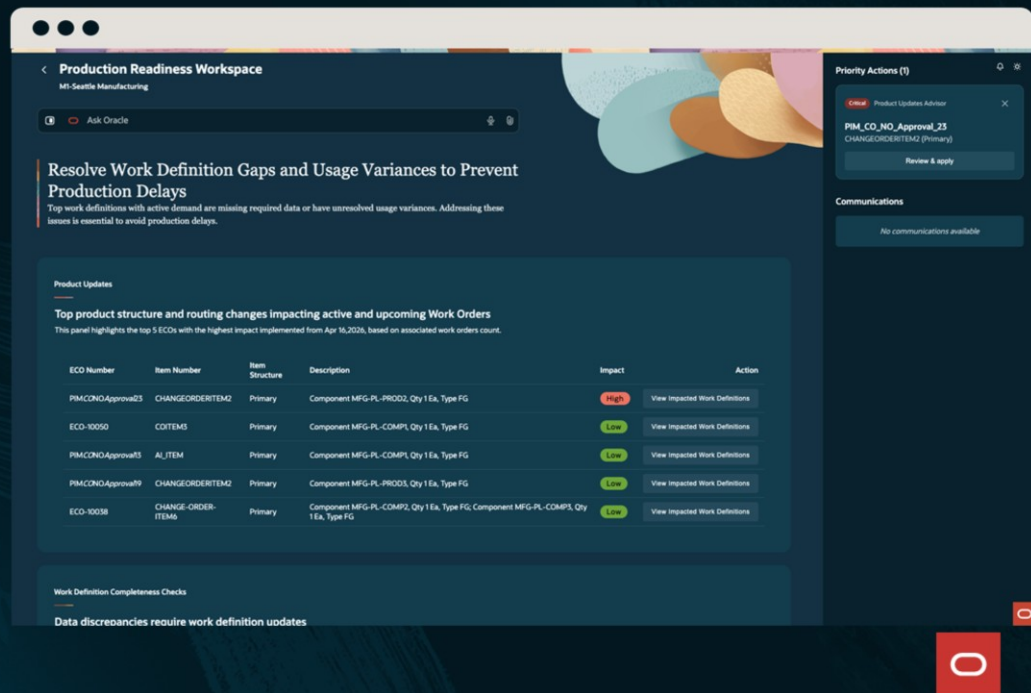 Production Readiness Workspace
M1-Seattle Manufacturing
Ask Oracle
Resolve Work Definition Gaps and Usage Variances to Prevent
Production Delays
Top work definitions with active demand are missing required data or have unresolved usage variances. Addressing these
issues is essential to avoid production delays.
Product Updates
Top product structure and routing changes impacting active and upcoming Work Orders
This panel highlights the top 5 ECOs with the highest impact implemented from Apr 16,2026, based on associated work orders count.
ECO Number Item Number Item Structure Description Impact Action
PIMCONOApproval23 CHANGEORDERITEM2 Primary Component MFG-PL-PROD2, Qty 1 Ea, Type FG High View Impacted Work Definitions
ECO-10050 COITEM3 Primary Component MFG-PL-COMP1, Qty 1 Ea, Type FG Low View Impacted Work Definitions
PIMCONOApproval15 AI_ITEM Primary Component MFG-PL-COMP1, Qty 1 Ea, Type FG Low View Impacted Work Definitions
PIMCONOApproval19 CHANGEORDERITEM2 Primary Component MFG-PL-PROD3, Qty 1 Ea, Type FG Low View Impacted Work Definitions
ECO-10038 CHANGE-ORDER-ITEM6 Primary Component MFG-PL-COMP2, Qty 1 Ea, Type FG; Component MFG-PL-COMP3, Qty 1 Ea, Type FG Low View Impacted Work Definitions
Work Definition Completeness Checks
Data discrepancies require work definition updates
Priority Actions (1)
Critical Product Updates Advisor
PIM_CO_NO_Approval_23
CHANGEORDERITEM2 (Primary)
Review & apply
Communications
No communications available